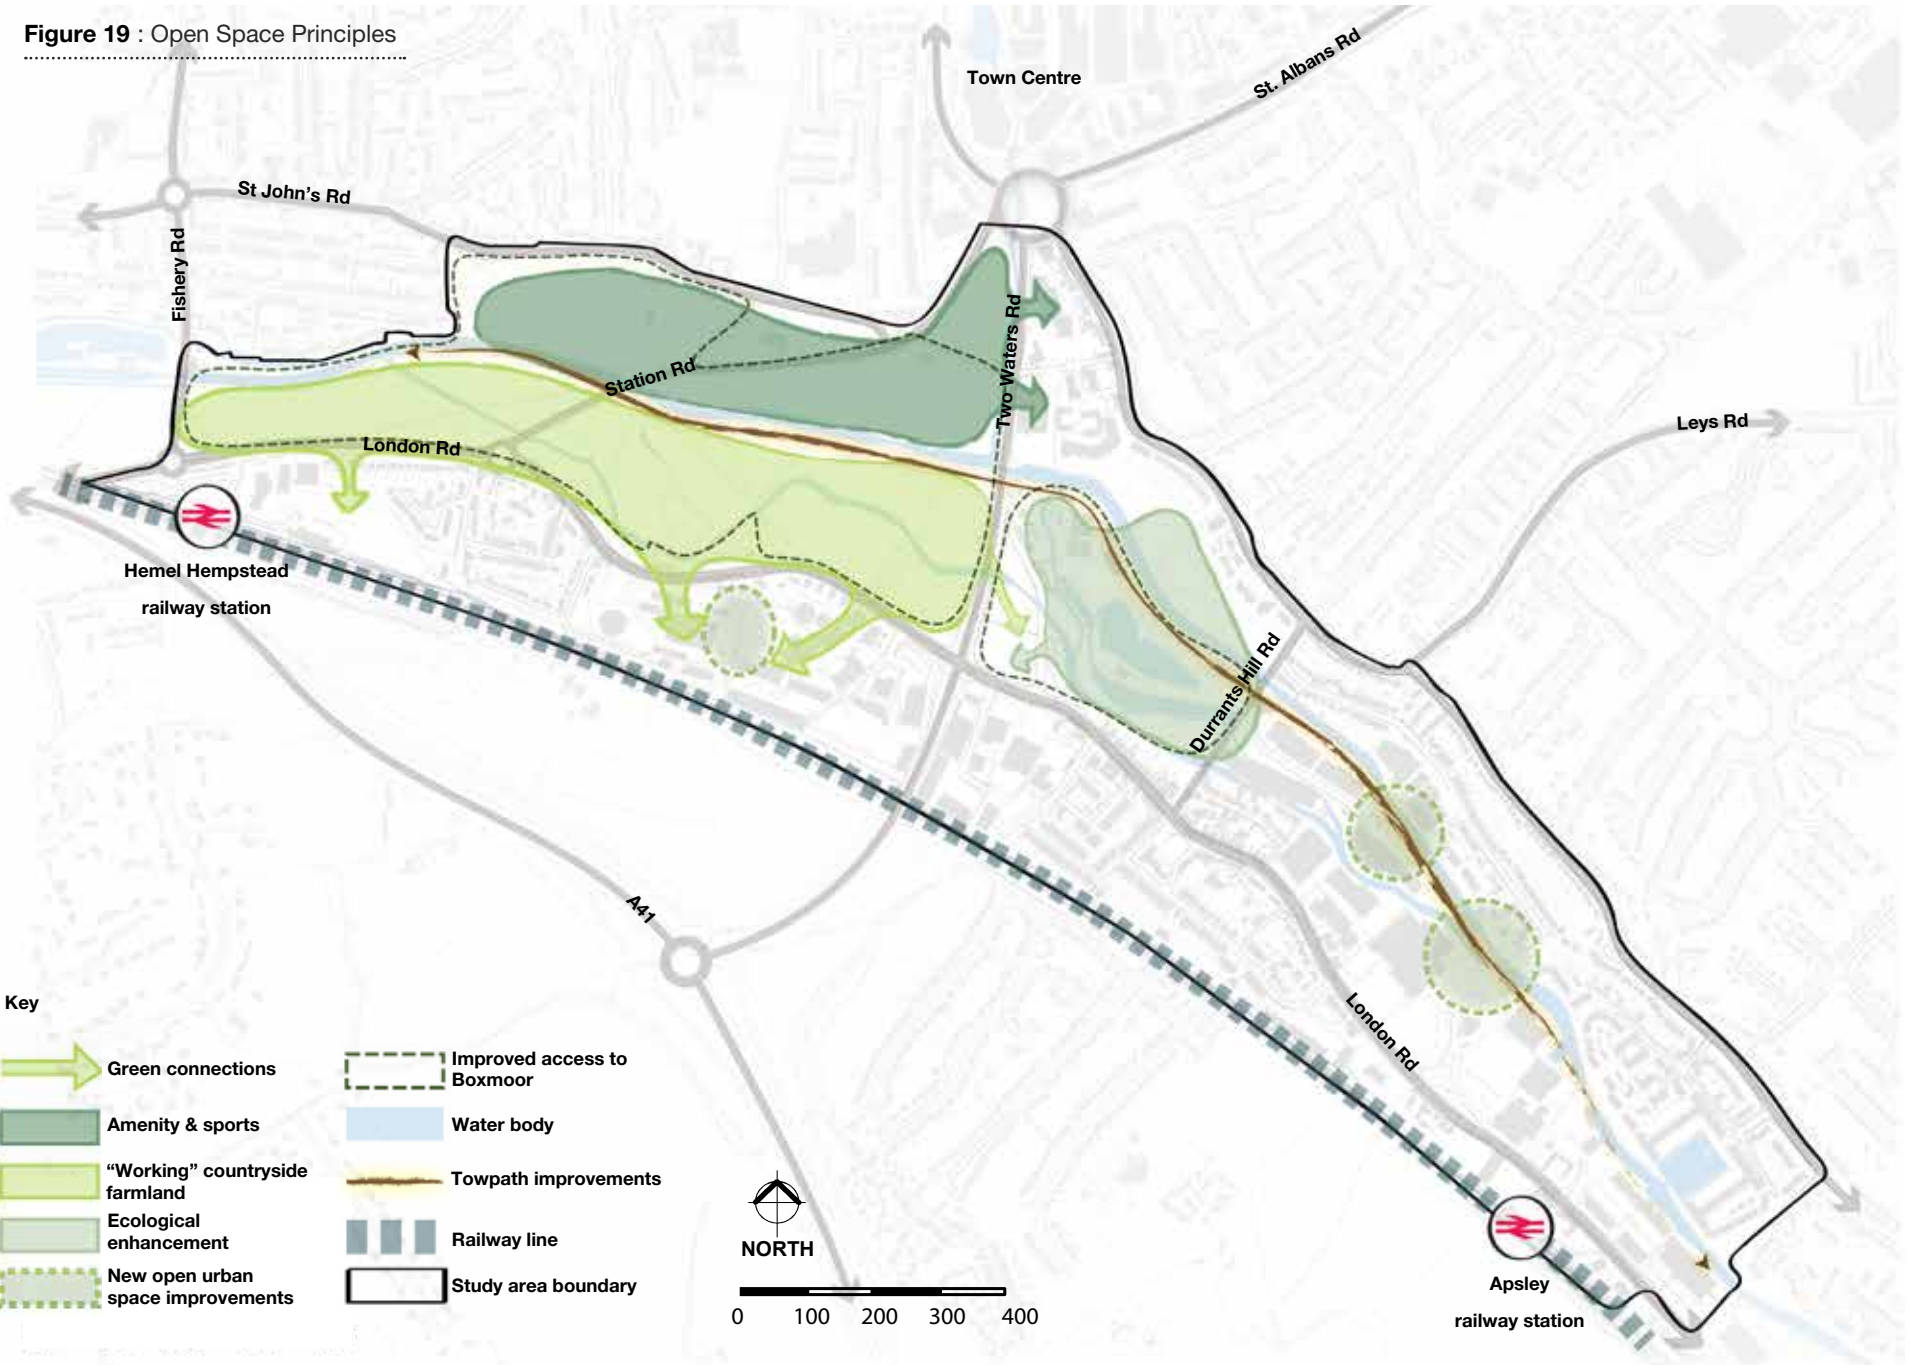 Figure 19 : Open Space Principles
Town Centre
St. Albans Rd
St John's Rd
Fishery Rd
Two Waters Rd
Station Rd
Leys Rd
London Rd
Hemel Hempstead
railway station
Durrants Hill Rd
A41
London Rd
Key
Green connections
Amenity & sports
“Working” countryside
farmland
Ecological
enhancement
New open urban
space improvements
Improved access to
Boxmoor
Water body
Towpath improvements
Railway line
Study area boundary
NORTH
0 100 200 300 400
Apsley
railway station